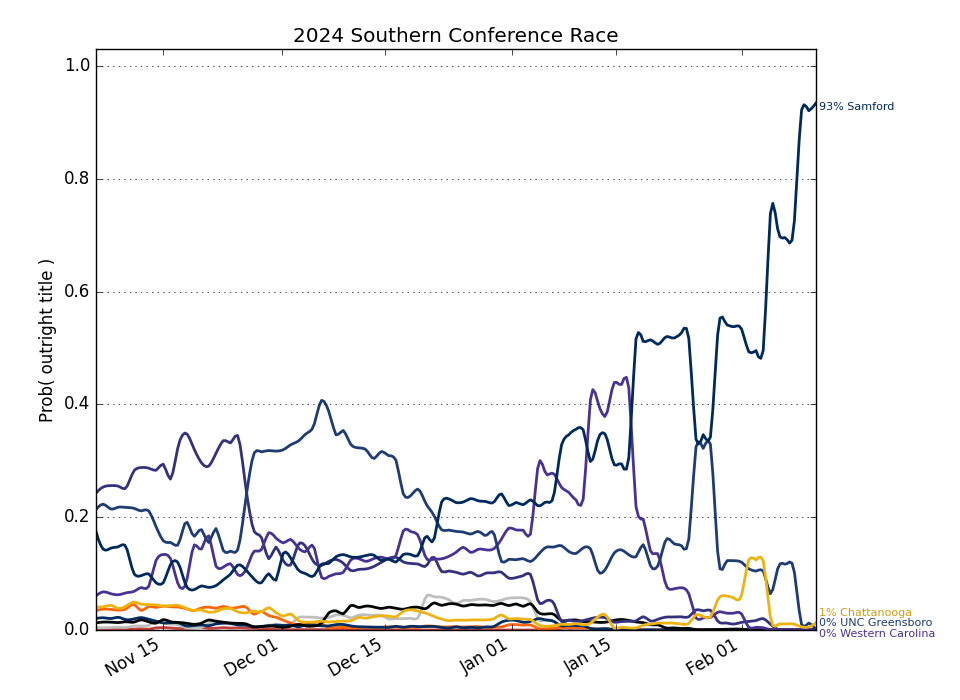 2024 Southern Conference Race
Prob( outright title )
1.0
0.8
0.6
0.4
0.2
0.0
Nov 15
Dec 01
Dec 15
Jan 01
Jan 15
Feb 01
93% Samford
1% Chattanooga
0% UNC Greensboro
0% Western Carolina